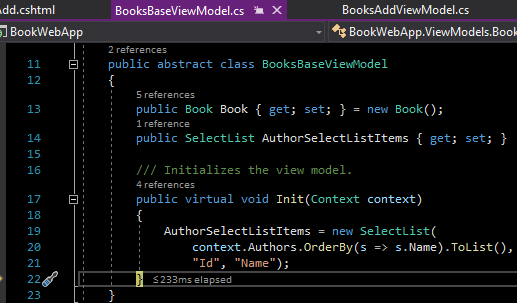 Add.cshtml
BooksBaseViewModel.cs
BooksAddViewModel.cs
BookWebApp
BookWebApp.ViewModels.Book
2 references
11 public abstract class BooksBaseViewModel
12 {
5 references
13 public Book Book { get; set; } = new Book();
1 reference
14 public SelectList AuthorSelectListItems { get; set; }
15
16 /// Initializes the view model.
4 references
17 public virtual void Init(Context context)
18 {
19 AuthorSelectListItems = new SelectList(
20 context.Authors.OrderBy(s => s.Name).ToList(),
21 "Id", "Name");
22 } ≤233ms elapsed
23 }